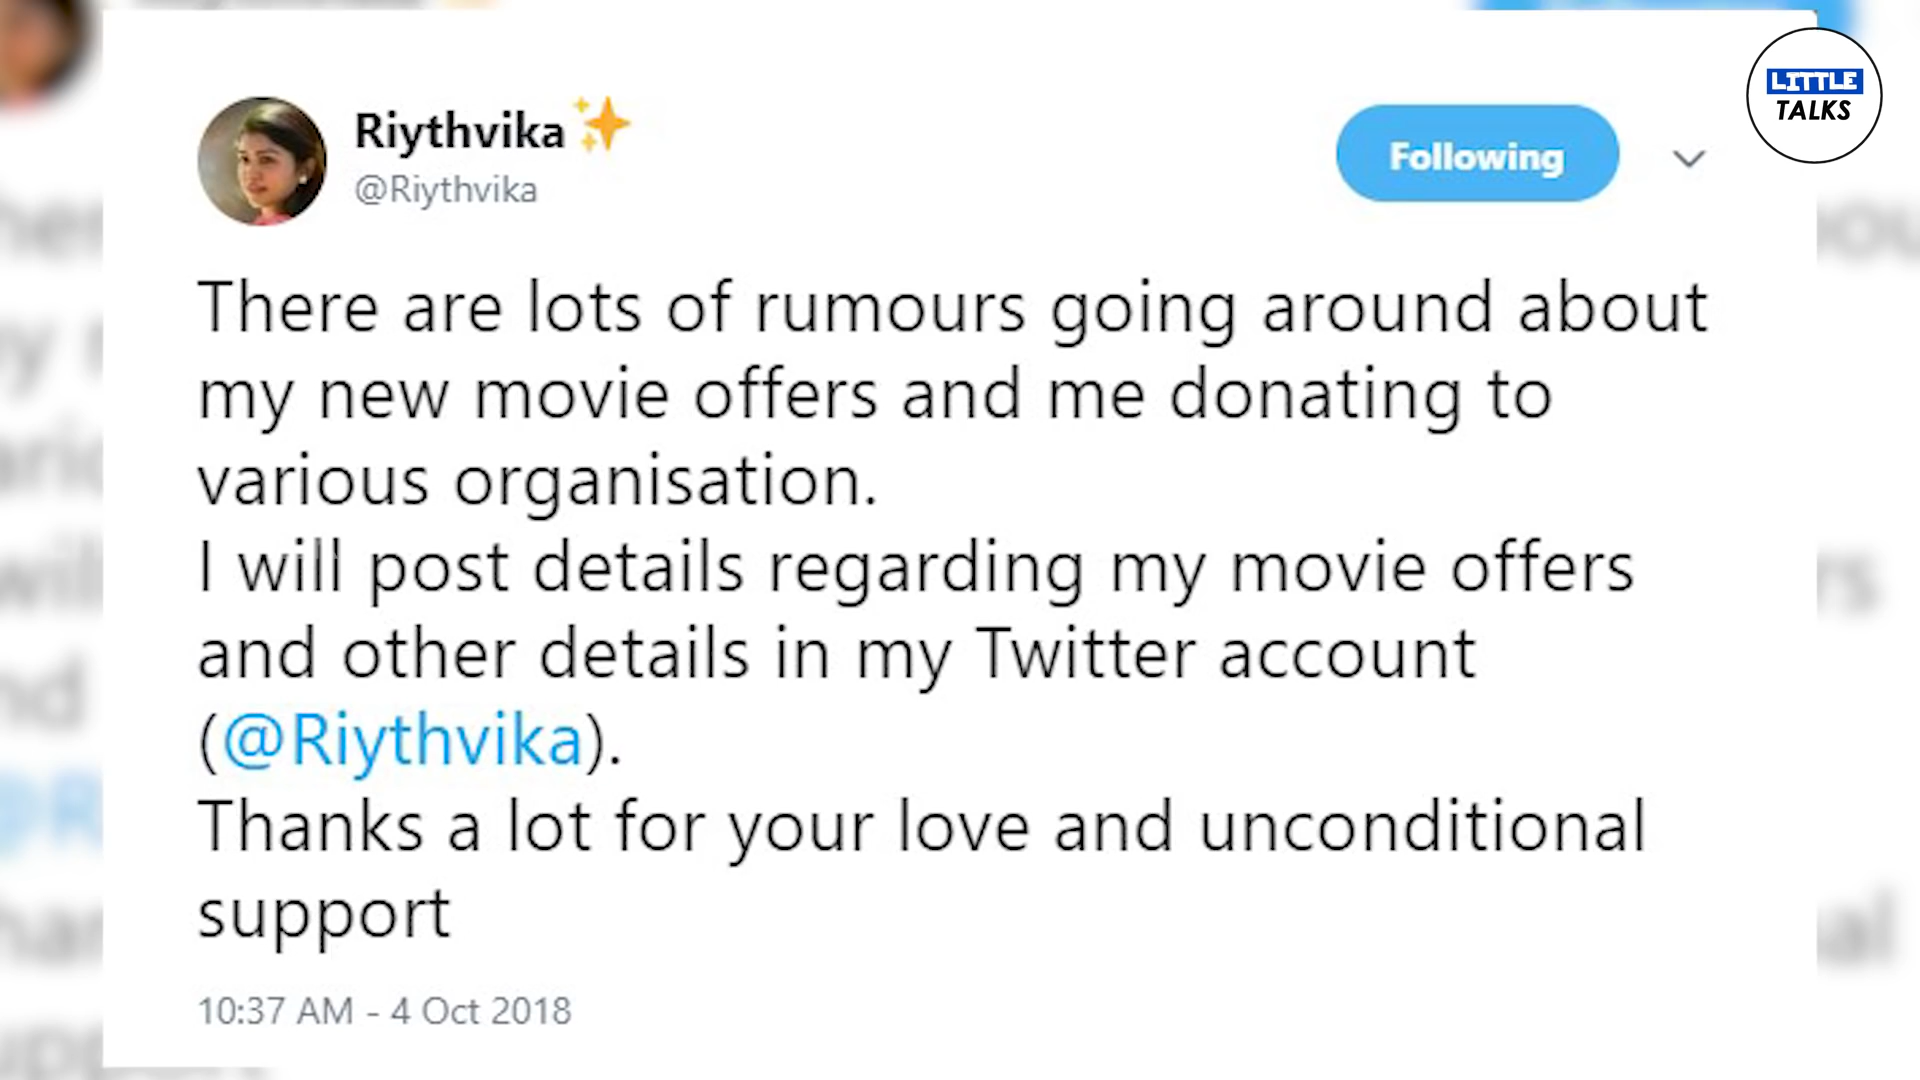 Riythvika✨
@Riythvika
Following
LITTLE
TALKS
There are lots of rumours going around about
my new movie offers and me donating to
various organisation.
I will post details regarding my movie offers
and other details in my Twitter account
(@Riythvika).
Thanks a lot for your love and unconditional
support
10:37 AM - 4 Oct 2018